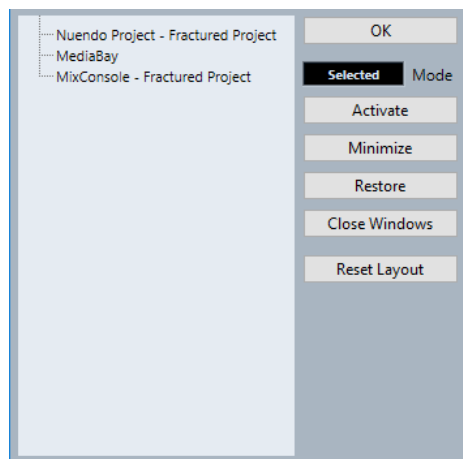 Nuendo Project - Fractured Project
MediaBay
MixConsole - Fractured Project
OK
Selected Mode
Activate
Minimize
Restore
Close Windows
Reset Layout